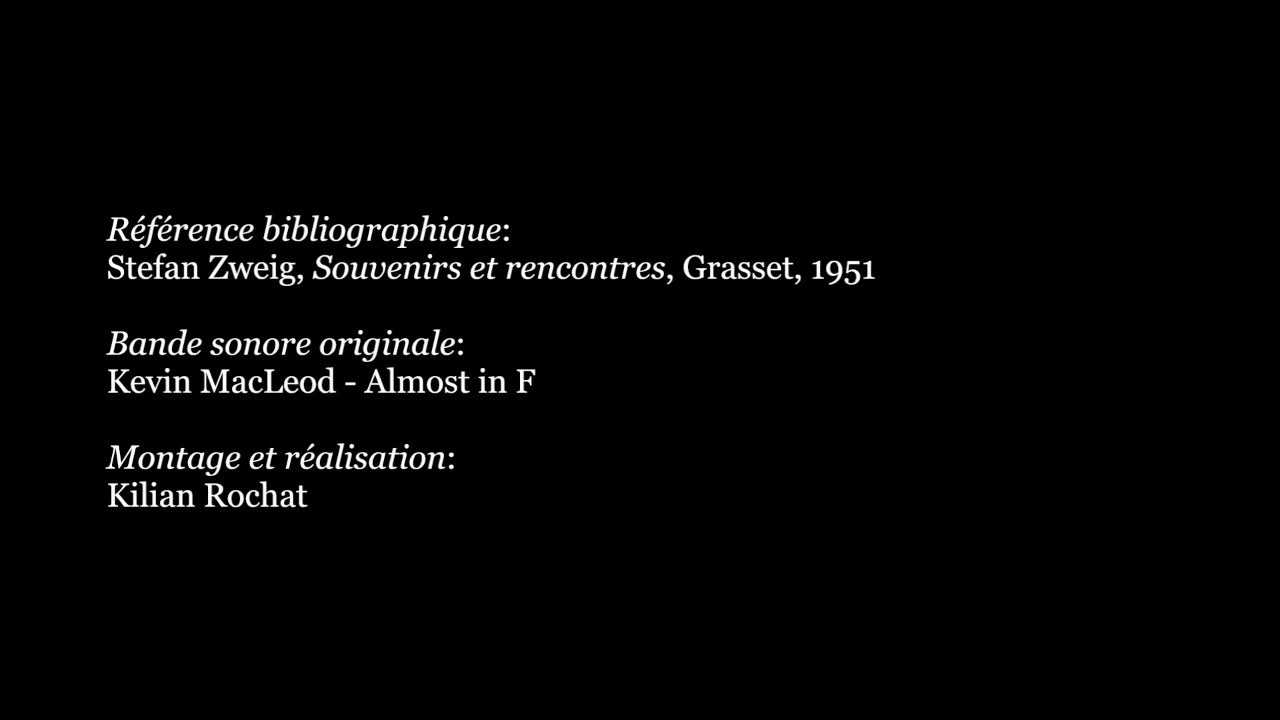 Référence bibliographique:
Stefan Zweig, Souvenirs et rencontres, Grasset, 1951
Bande sonore originale:
Kevin MacLeod - Almost in F
Montage et réalisation:
Kilian Rochat